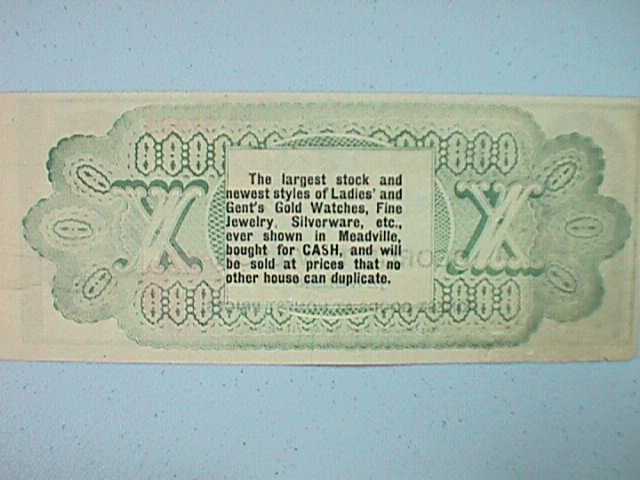 The largest stock and
newest styles of Ladies' and
Gent's Gold Watches, Fine
Jewelry, Silverware, etc.,
ever shown in Meadville,
bought for CASH, and will
be sold at prices that no
other house can duplicate.
X X